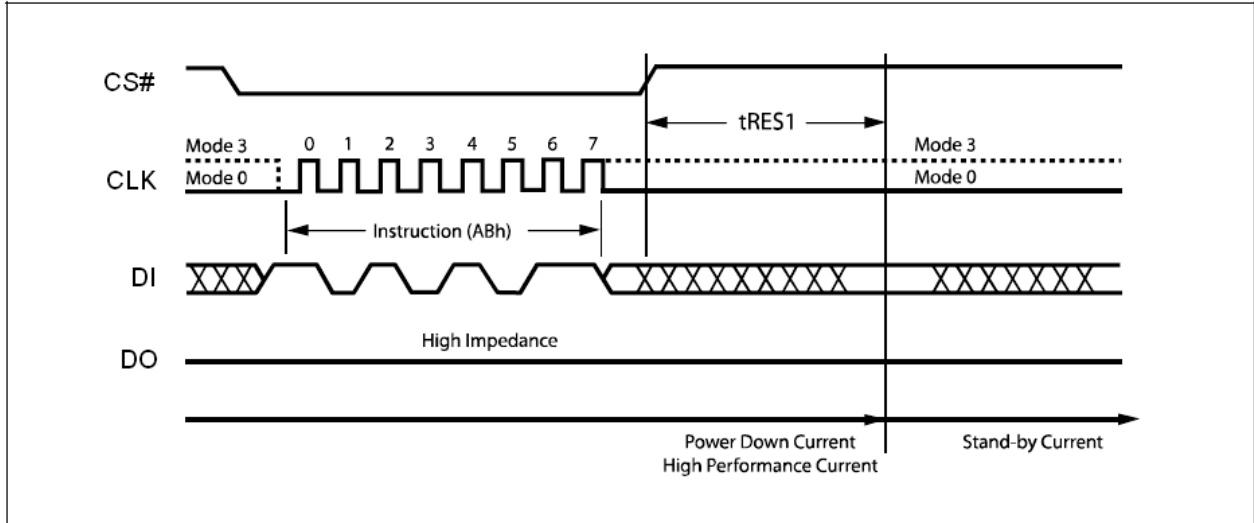 CS#
tRES1
Mode 3
0 1 2 3 4 5 6 7
Mode 3
CLK
Mode 0
Mode 0
Instruction (ABh)
DI
High Impedance
DO
Power Down Current
High Performance Current
Stand-by Current